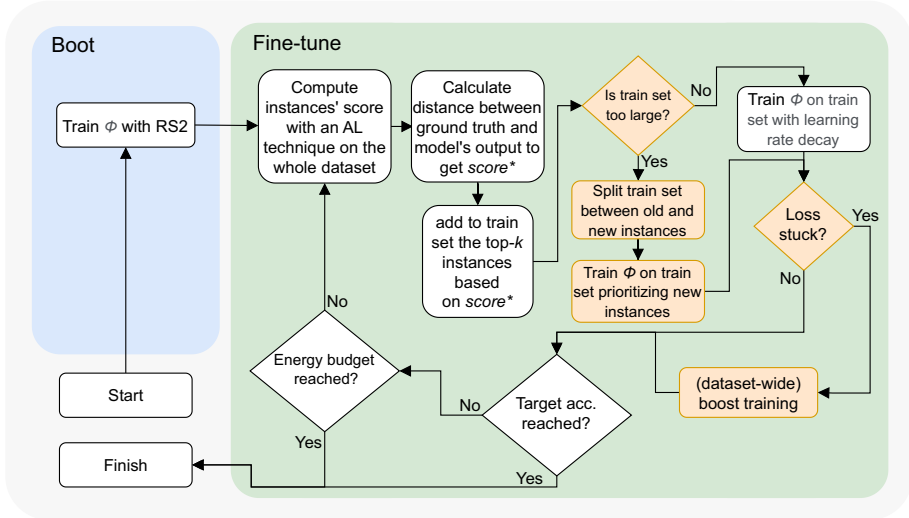 Boot
Train Φ with RS2
Start
Finish
Fine-tune
Compute
instances' score
with an AL
technique on the
whole dataset
Calculate
distance between
ground truth and
model's output to
get score*
add to train
set the top-k
instances
based
on score*
Is train set
too large?
No
Yes
Train Φ on train
set with learning
rate decay
Split train set
between old and
new instances
Train Φ on train
set prioritizing new
instances
Loss
stuck?
Yes
No
(dataset-wide)
boost training
Target acc.
reached?
No
Yes
Energy budget
reached?
No
Yes